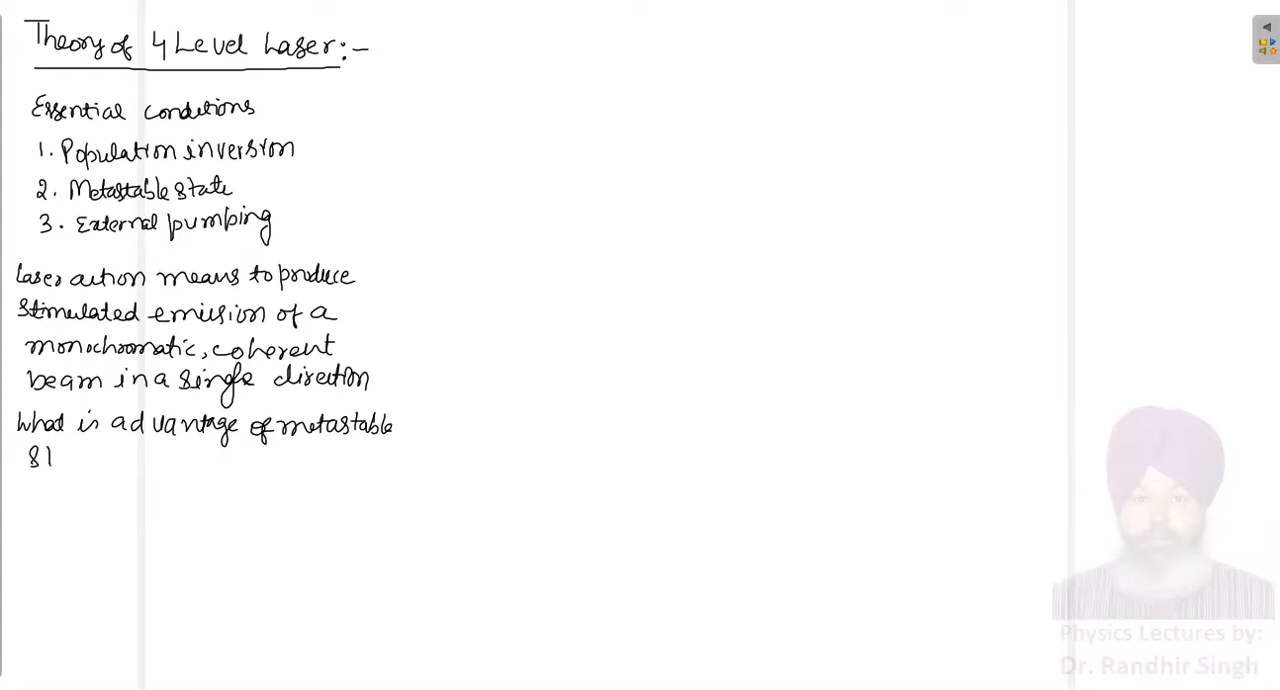 Theory of 4 Level Laser:-
Essential conditions
1. Population inversion
2. Metastable state
3. External pumping
Laser action means to produce
stimulated emission of a
monochromatic, coherent
beam in a single direction
What is advantage of metastable
Physics Lectures by:
Dr. Randhir Singh